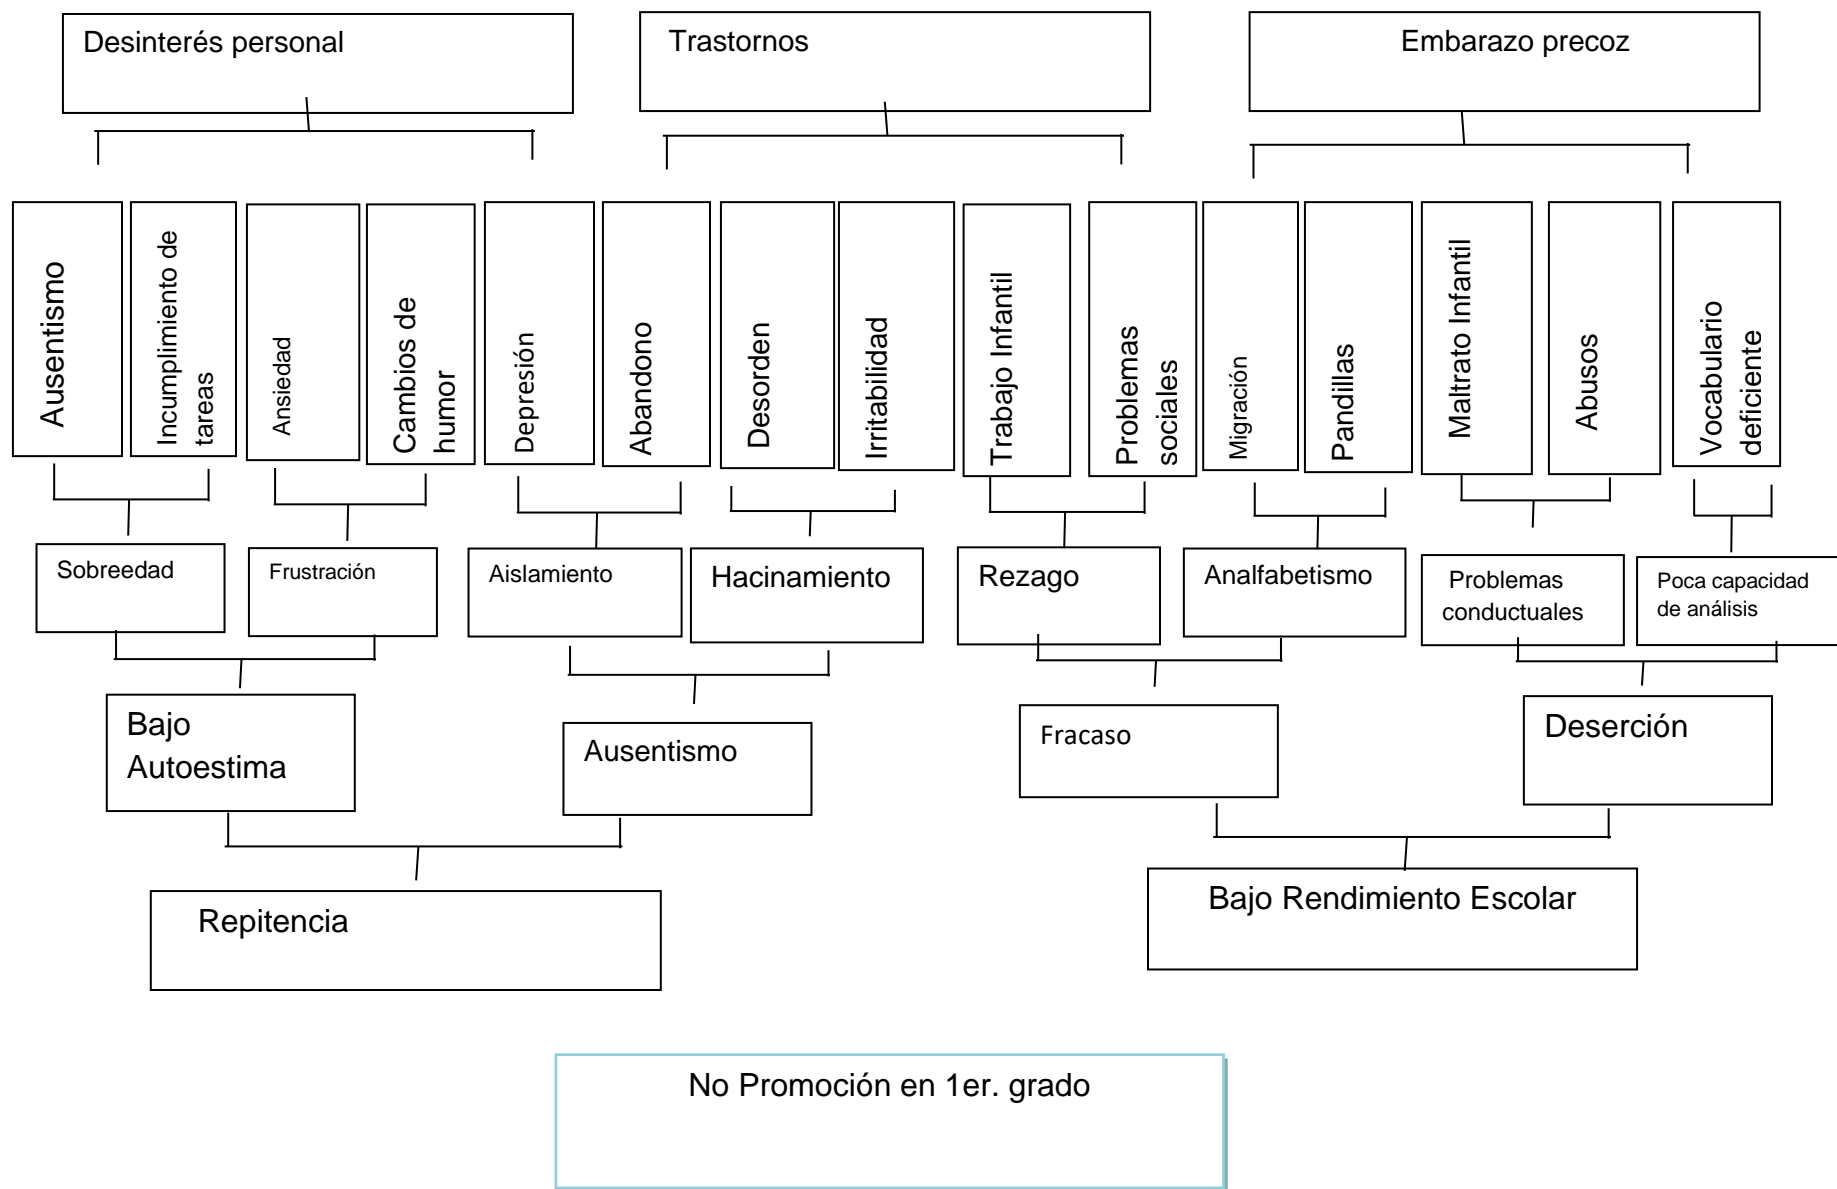 Desinterés personal
Trastornos
Embarazo precoz
Ausentismo
Incumplimiento de
tareas
Ansiedad
Cambios de
humor
Depresión
Abandono
Desorden
Irritabilidad
Trabajo Infantil
Problemas
sociales
Migración
Pandillas
Maltrato Infantil
Abusos
Vocabulario
deficiente
Sobreedad
Frustración
Aislamiento
Hacinamiento
Rezago
Analfabetismo
Problemas
conductuales
Poca capacidad
de análisis
Bajo
Autoestima
Ausentismo
Fracaso
Deserción
Repitencia
Bajo Rendimiento Escolar
No Promoción en 1er. grado